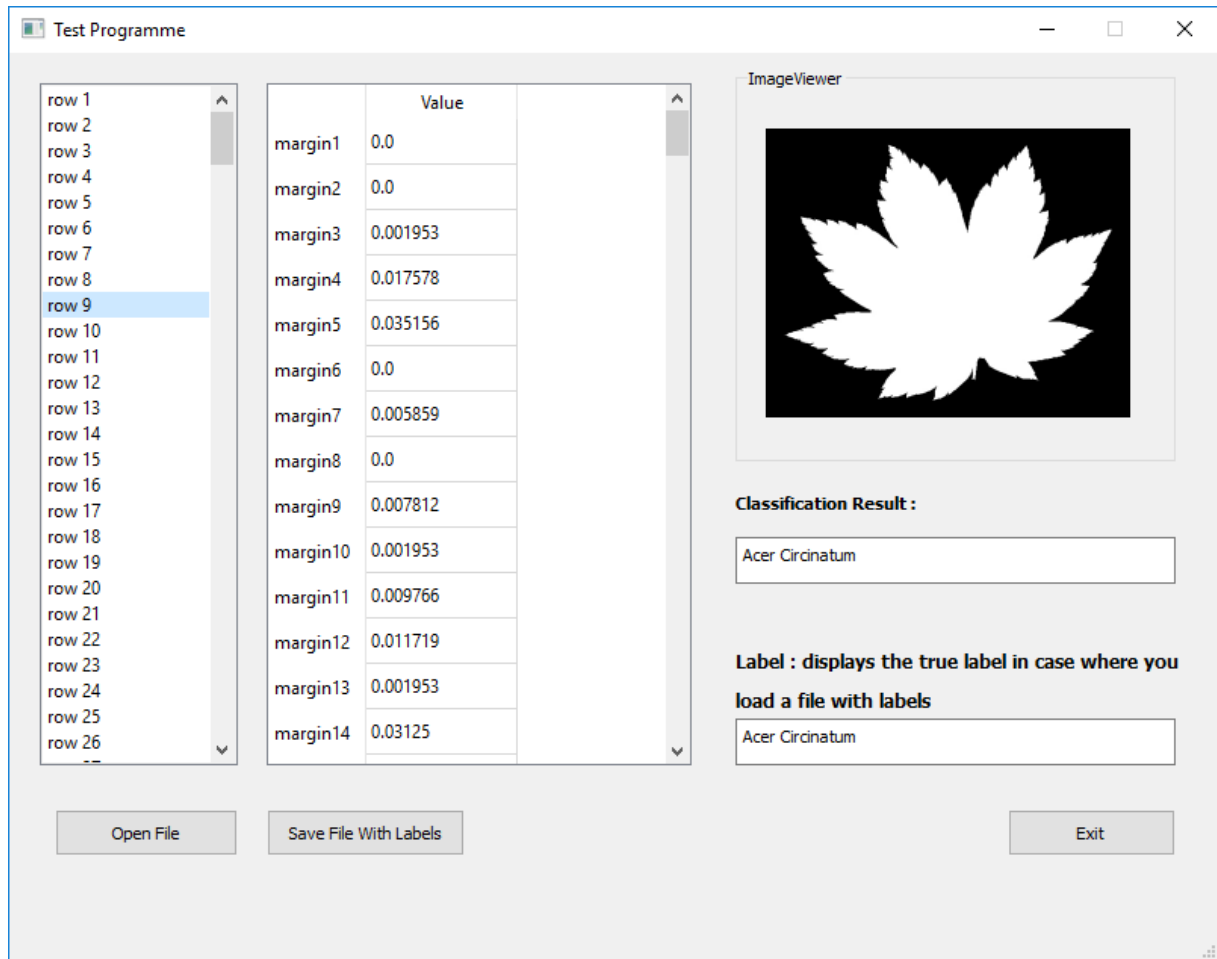 Test Programme
row 1
row 2
row 3
row 4
row 5
row 6
row 7
row 8
row 9
row 10
row 11
row 12
row 13
row 14
row 15
row 16
row 17
row 18
row 19
row 20
row 21
row 22
row 23
row 24
row 25
row 26
Value
margin1 0.0
margin2 0.0
margin3 0.001953
margin4 0.017578
margin5 0.035156
margin6 0.0
margin7 0.005859
margin8 0.0
margin9 0.007812
margin10 0.001953
margin11 0.009766
margin12 0.011719
margin13 0.001953
margin14 0.03125
ImageViewer
Classification Result :
Acer Circinatum
Label : displays the true label in case where you
load a file with labels
Acer Circinatum
Open File
Save File With Labels
Exit